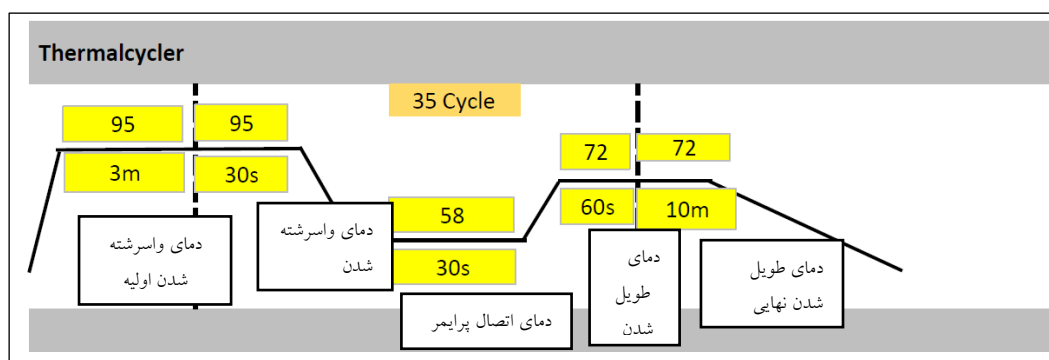 Thermalcycler
35 Cycle
95
95
3m
30s
58
30s
72
72
60s
10m
دمای واسرشته
شدن اولیه
دمای واسرشته
شدن
دمای اتصال پرایمر
دمای
طویل
شدن
دمای طویل
شدن نهایی